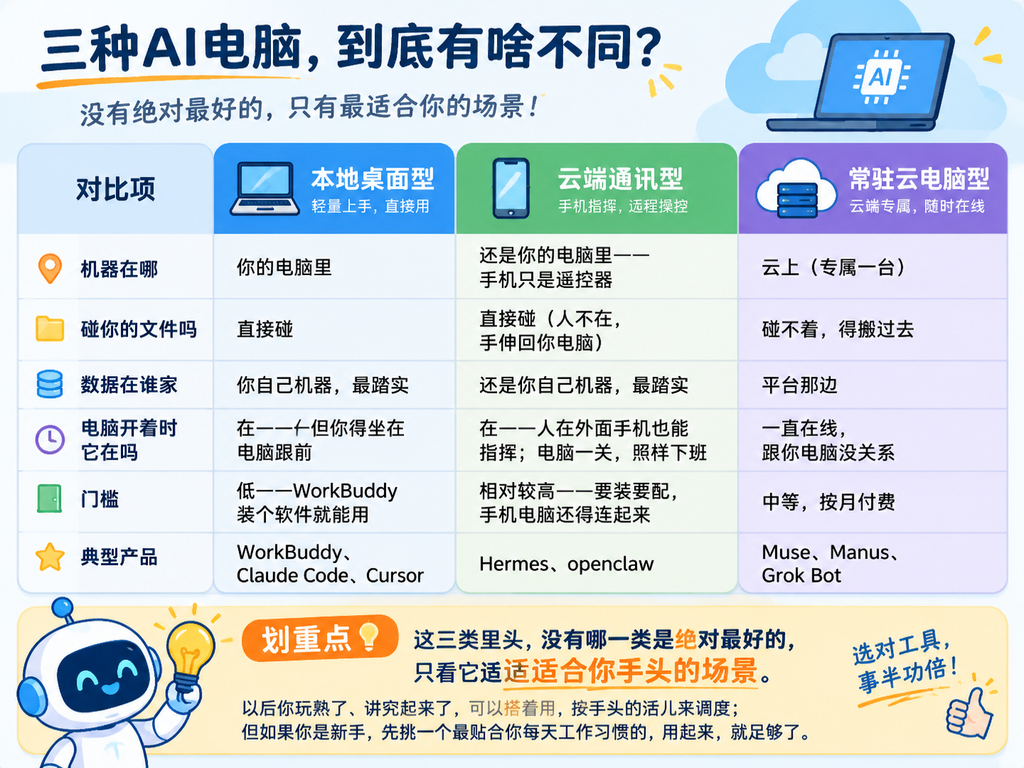 三种AI电脑，到底有啥不同？
没有绝对最好的，只有最适合你的场景！
AI
对比项
本地桌面型
轻量上手，直接用
云端通讯型
手机指挥，远程操控
常驻云电脑型
云端专属，随时在线
机器在哪
你的电脑里
还是你的电脑里——
手机只是遥控器
云上（专属一台）
碰你的文件吗
直接碰
直接碰（人不在，
手伸回你电脑）
碰不着，得搬过去
数据在谁家
你自己机器，最踏实
还是你自己机器，最踏实
平台那边
电脑开着时
它在吗
在——但你得坐在
电脑跟前
在——人在外面手机也能
指挥；电脑一关，照样下班
一直在线，
跟你电脑没关系
门槛
低——WorkBuddy
装个软件就能用
相对较高——要装要配，
手机电脑还得连起来
中等，按月付费
典型产品
WorkBuddy、
Claude Code、Cursor
Hermes、openclaw
Muse、Manus、
Grok Bot
划重点
这三类里头，没有哪一类是绝对最好的，
只看它适适适合你手头的场景。
以后你玩熟了、讲究起来了，可以搭着用，按手头的活儿来调度；
但如果你是新手，先挑一个最贴合你每天工作习惯的，用起来，就足够了。
选对工具，
事半功倍！